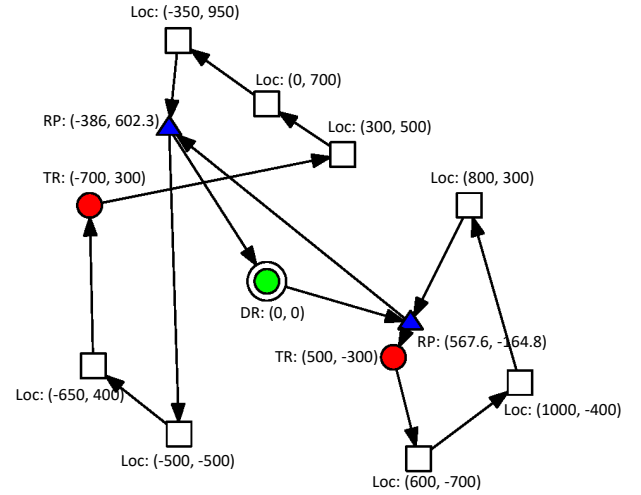 Loc: (-350, 950)
Loc: (0, 700)
RP: (-386, 602.3)
Loc: (300, 500)
TR: (-700, 300)
Loc: (800, 300)
DR: (0, 0)
RP: (567.6, -164.8)
TR: (500, -300)
Loc: (-650, 400)
Loc: (1000, -400)
Loc: (-500, -500)
Loc: (600, -700)